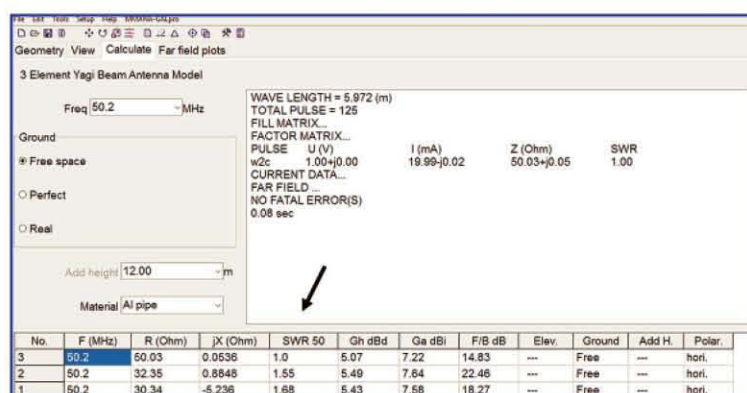 File Edit Tools Setup Help MMANA-GALpro
Geometry View Calculate Far field plots
3 Element Yagi Beam Antenna Model
Freq 50.2 MHz
Ground
Free space
Perfect
Real
Add height 12.00 m
Material Al pipe
WAVE LENGTH = 5.972 (m)
TOTAL PULSE = 125
FILL MATRIX...
FACTOR MATRIX...
PULSE U (V) I (mA) Z (Ohm) SWR
w2c 1.00+j0.00 19.99-j0.02 50.03+j0.05 1.00
CURRENT DATA...
FAR FIELD ...
NO FATAL ERROR(S)
0.08 sec
No. F (MHz) R (Ohm) jX (Ohm) SWR 50 Gh dBd Ga dBi F/B dB Elev. Ground Add H. Polar.
3 50.2 50.03 0.0536 1.0 5.07 7.22 14.83 --- Free --- hori.
2 50.2 32.35 0.8848 1.55 5.49 7.64 22.46 --- Free --- hori.
1 50.2 30.34 -5.236 1.68 5.43 7.58 18.27 --- Free --- hori.